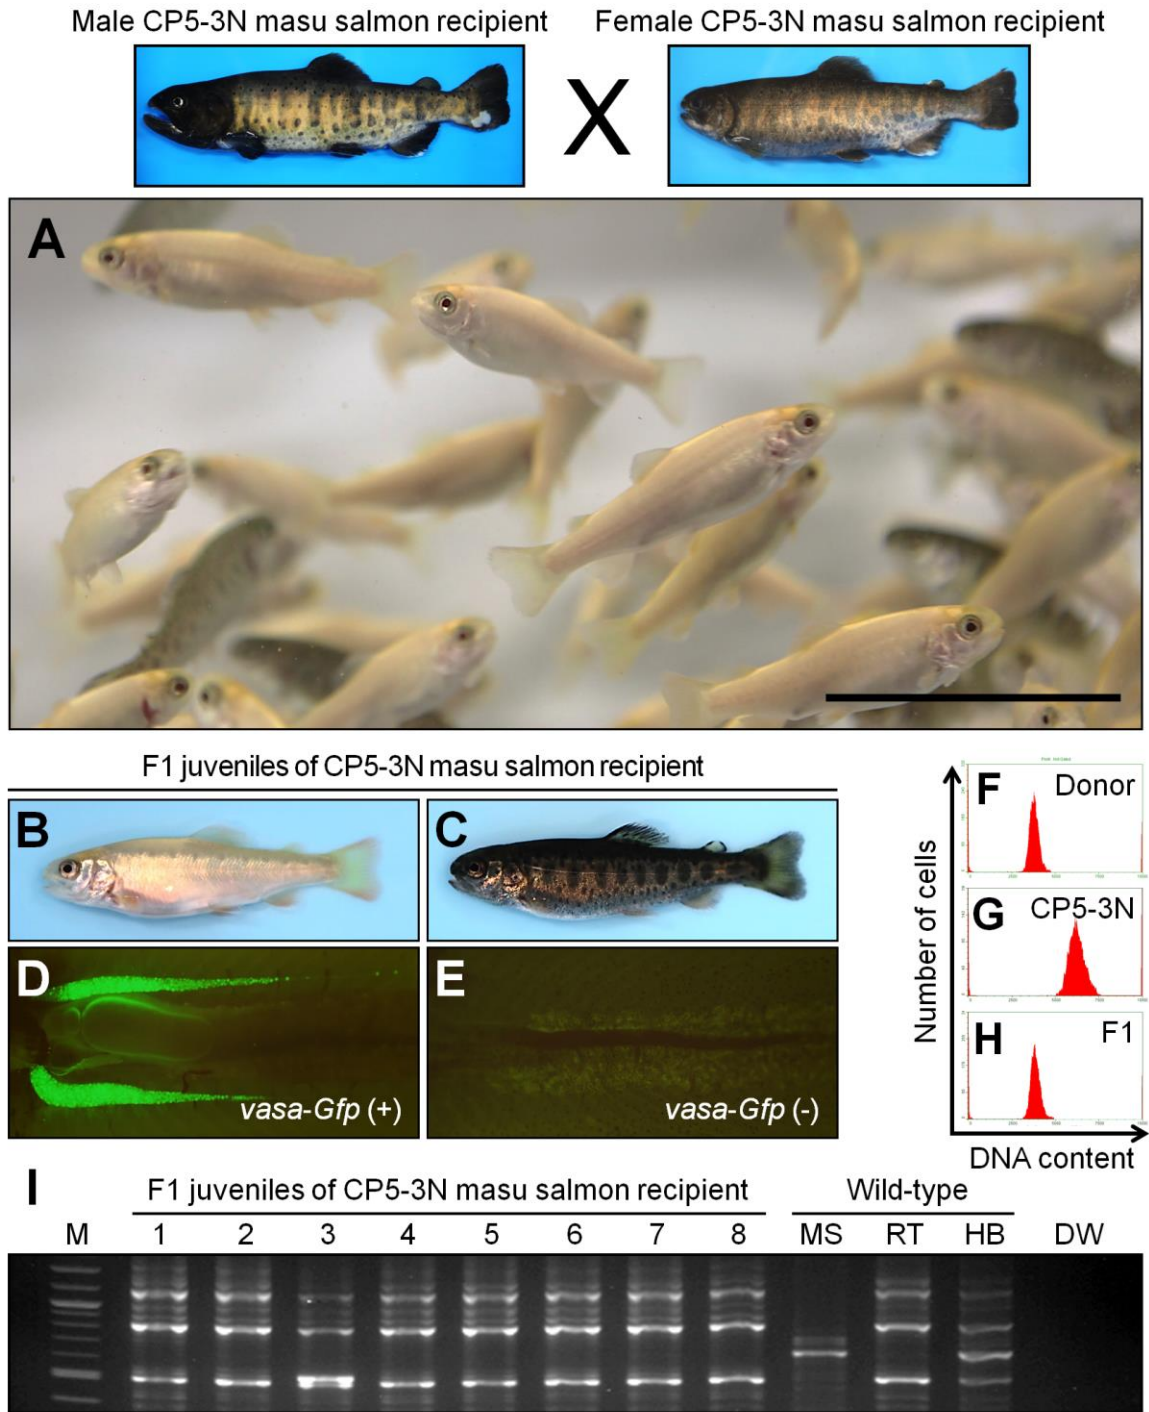 Male CP5-3N masu salmon recipient Female CP5-3N masu salmon recipient
X
A
F1 juveniles of CP5-3N masu salmon recipient
B
C
D
vasa-Gfp (+)
E
vasa-Gfp (-)
Number of cells
F Donor
G CP5-3N
H F1
DNA content
I
F1 juveniles of CP5-3N masu salmon recipient Wild-type
M 1 2 3 4 5 6 7 8 MS RT HB DW